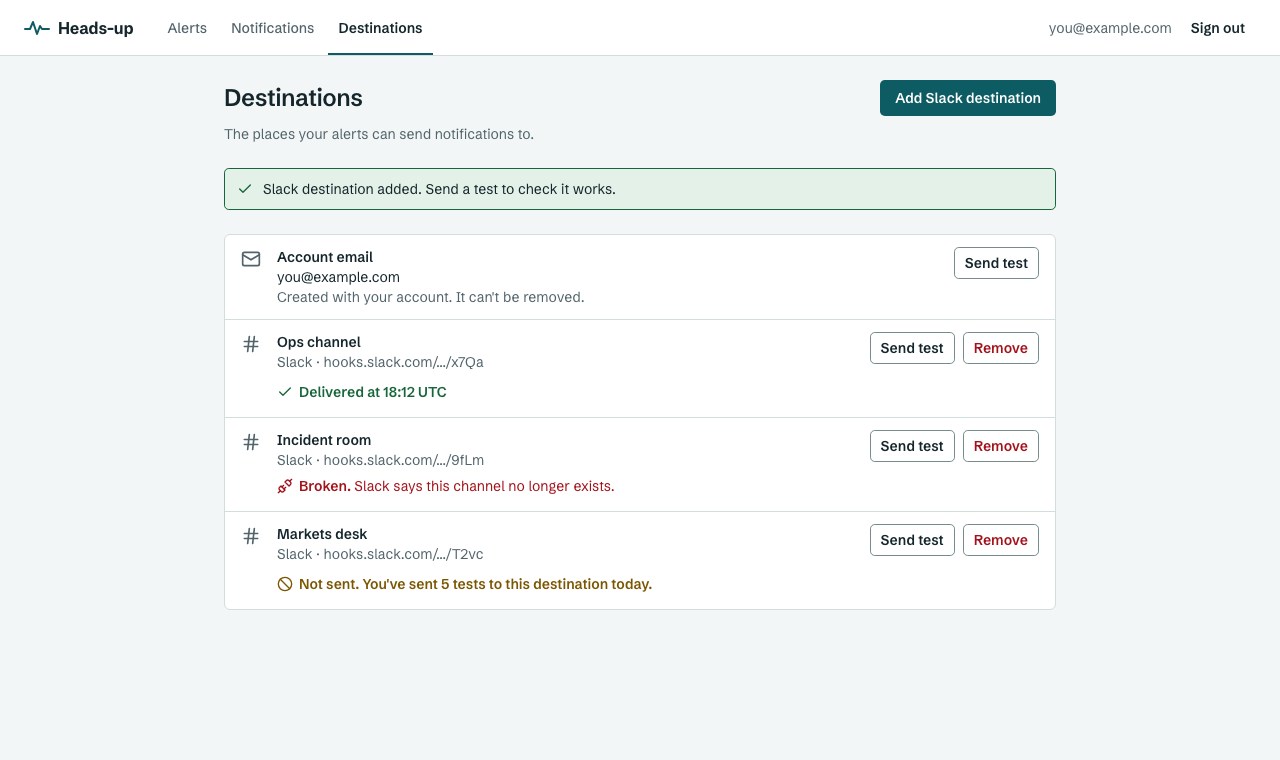 Heads-up
Alerts
Notifications
Destinations
you@example.com
Sign out
Destinations
Add Slack destination
The places your alerts can send notifications to.
Slack destination added. Send a test to check it works.
Account email
you@example.com
Created with your account. It can't be removed.
Send test
Ops channel
Slack · hooks.slack.com/…/x7Qa
Delivered at 18:12 UTC
Send test
Remove
Incident room
Slack · hooks.slack.com/…/9fLm
Broken. Slack says this channel no longer exists.
Send test
Remove
Markets desk
Slack · hooks.slack.com/…/T2vc
Not sent. You've sent 5 tests to this destination today.
Send test
Remove